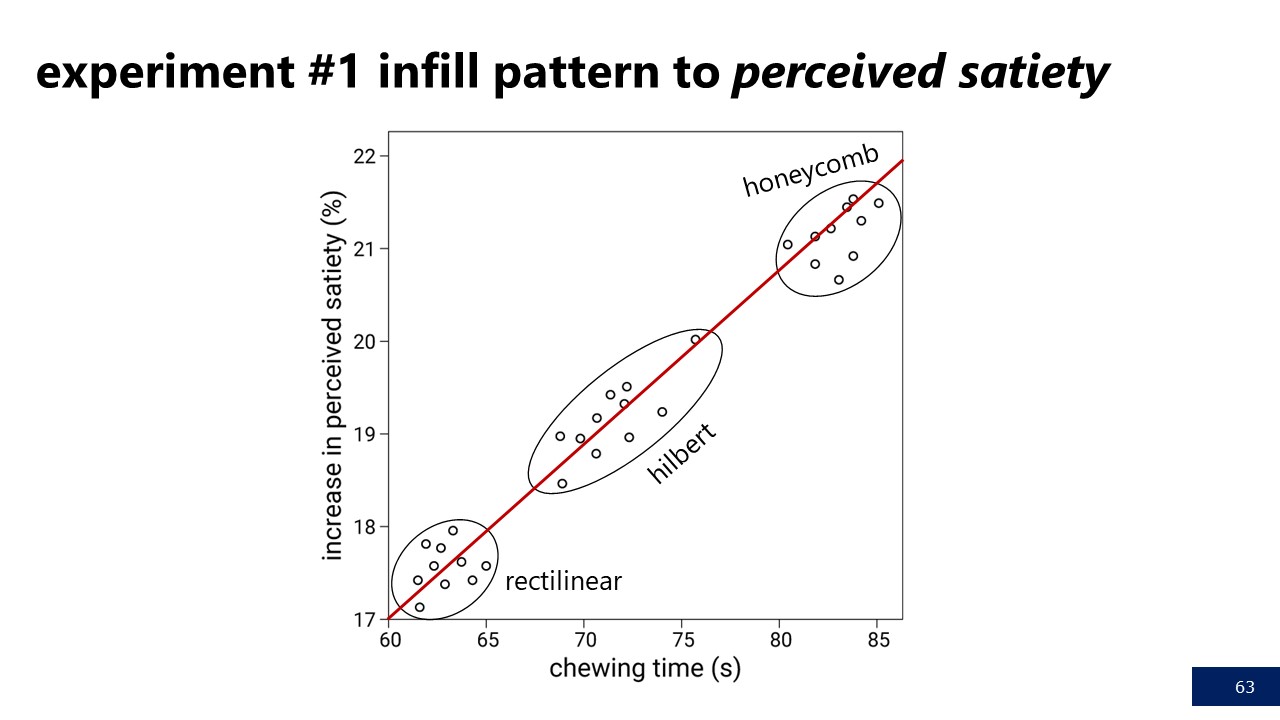 experiment #1 infill pattern to perceived satiety
increase in perceived satiety (%)
22
21
20
19
18
17
honeycomb
hilbert
rectilinear
60 65 70 75 80 85
chewing time (s)
63